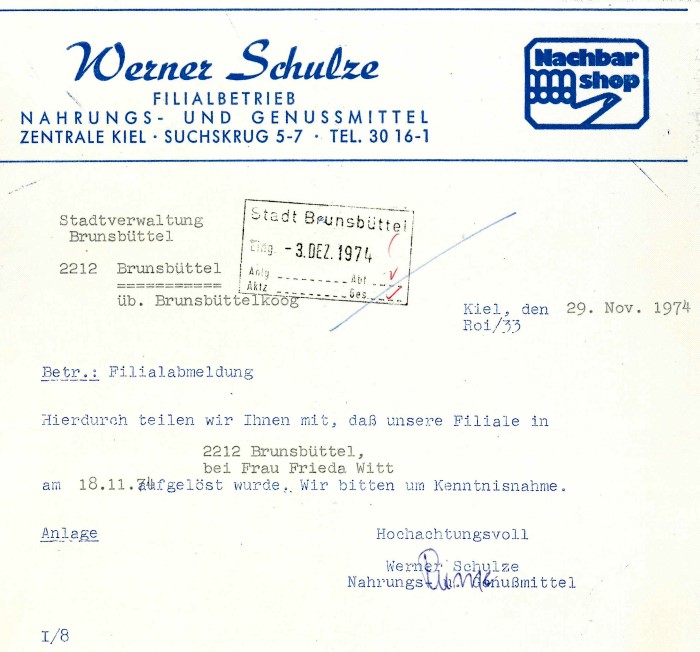 Werner Schulze
FILIALBETRIEB
NAHRUNGS- UND GENUSSMITTEL
ZENTRALE KIEL · SUCHSKRUG 5-7 · TEL. 30 16-1
Nachbar
shop
Stadtverwaltung
Brunsbüttel
2212 Brunsbüttel
===========
üb. Brunsbüttelkoog
Stadt Brunsbüttel
Eing. - 3. DEZ. 1974
Anlg. Abt.
Aktz. Ges.
Kiel, den 29. Nov. 1974
Roi/33
Betr.: Filialabmeldung
Hierdurch teilen wir Ihnen mit, daß unsere Filiale in
2212 Brunsbüttel,
bei Frau Frieda Witt
am 18.11.74 aufgelöst wurde. Wir bitten um Kenntnisnahme.
Anlage
Hochachtungsvoll
Werner Schulze
Nahrungs- u. Genußmittel
I/8